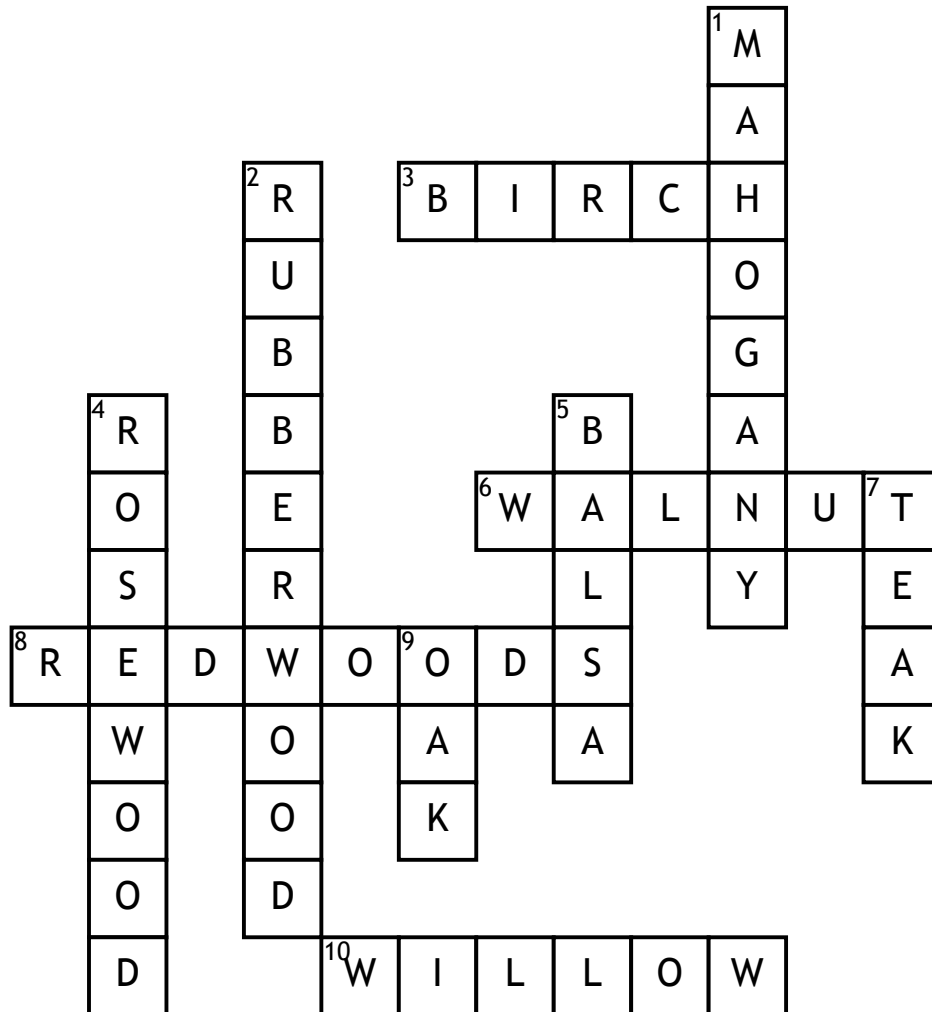 1 M
A
2 R 3 B I R C H
U O
B G
4 R B 5 B A
O E 6 W A L N U 7 T
S R L Y E
8 R E D W O 9 O D S A
W O A A K
O O K
O D
D 10 W I L L O W